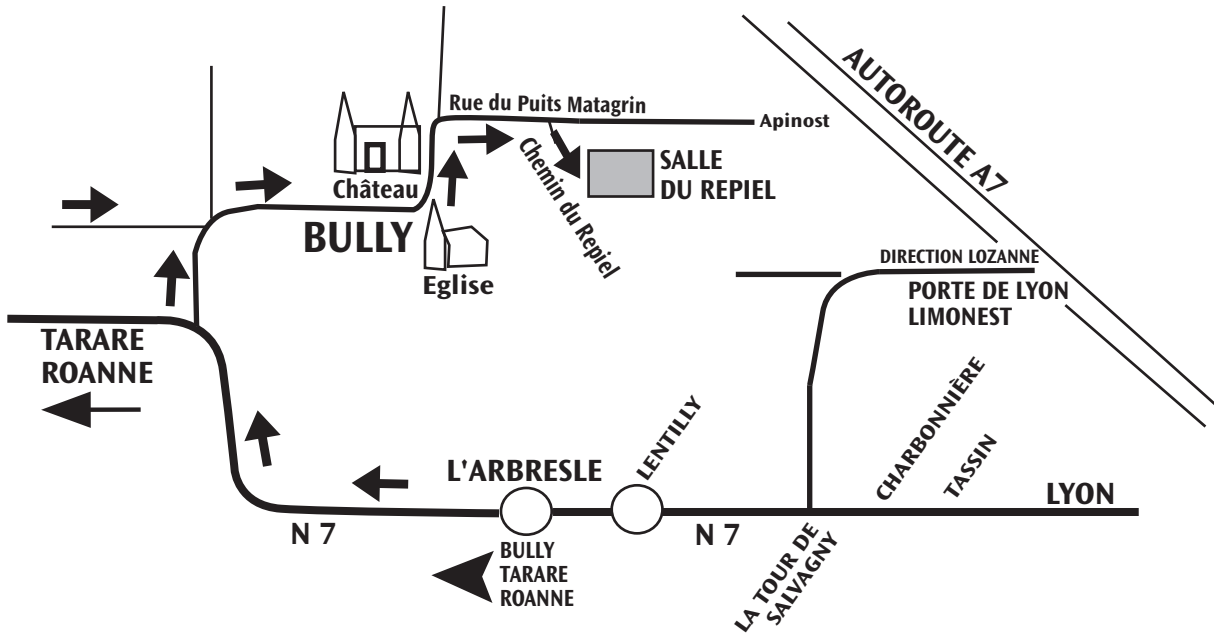 AUTOROUTE A7
Rue du Puits Matagrin
Apinost
Château
Chemin du Repiel
SALLE
DU REPIEL
BULLY
Eglise
DIRECTION LOZANNE
PORTE DE LYON
LIMONEST
TARARE
ROANNE
L'ARBRESLE
LENTILLY
CHARBONNIÈRE
TASSIN
LYON
N 7
N 7
BULLY
TARARE
ROANNE
LA TOUR DE
SALVAGNY